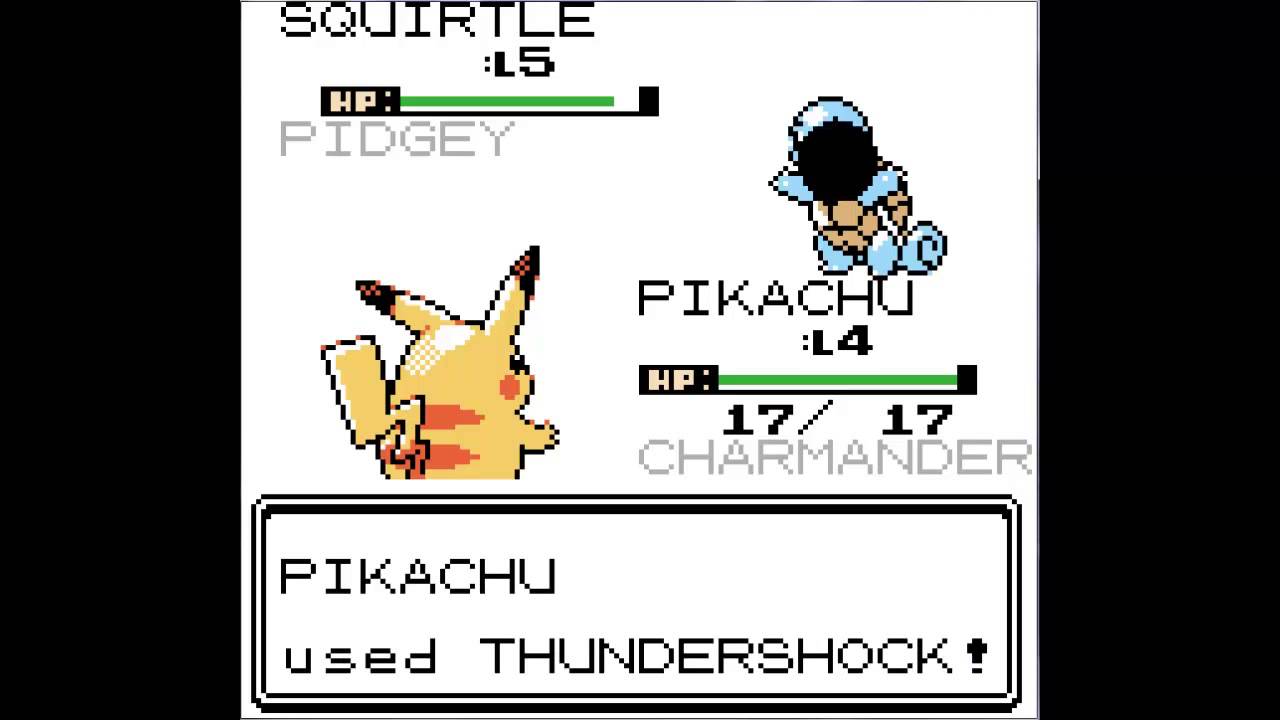 SQUIRTLE
:L5
HP:
PIDGEY
PIKACHU
:L4
HP:
17/ 17
CHARMANDER
PIKACHU
used THUNDERSHOCK!